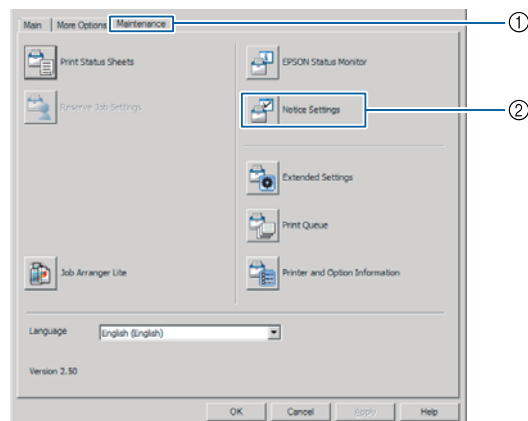 Main More Options Maintenance
①
Print Status Sheets
EPSON Status Monitor
Reserve Job Settings
Notice Settings
②
Extended Settings
Print Queue
Job Arranger Lite
Printer and Option Information
Language
English (English)
Version 2.50
OK Cancel Apply Help